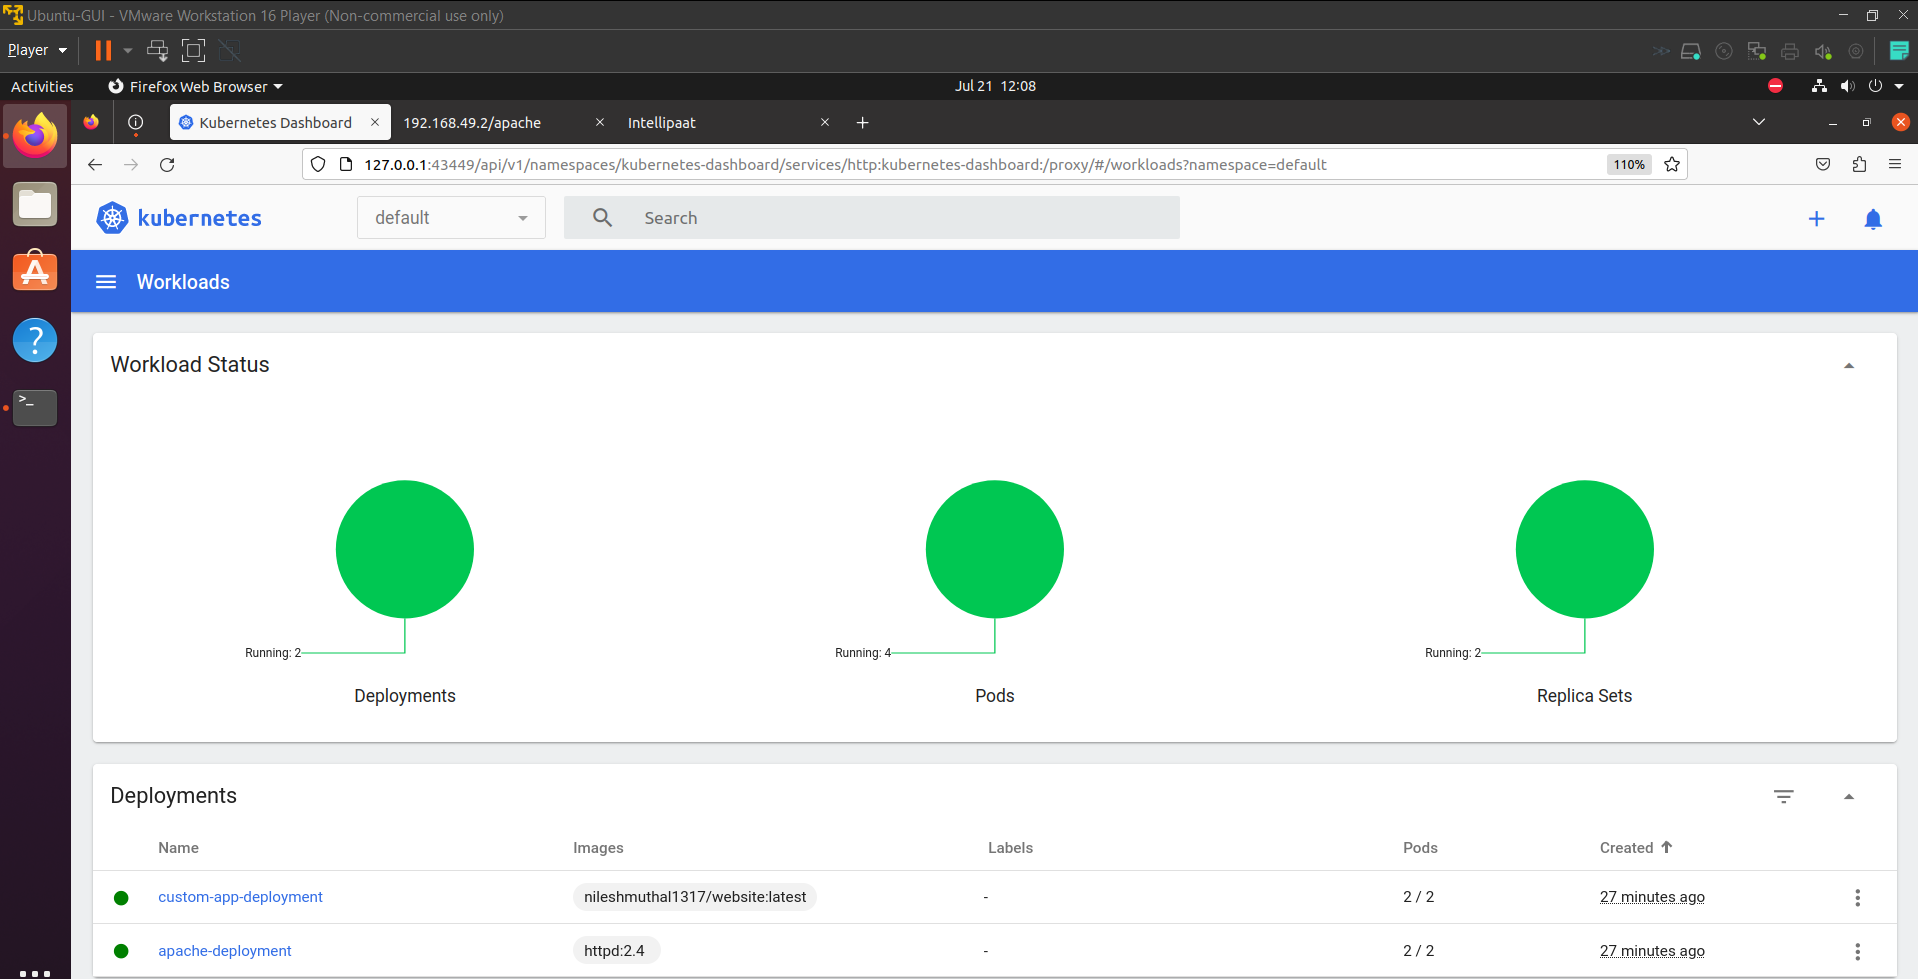 Ubuntu-GUI - VMware Workstation 16 Player (Non-commercial use only)
Player
Activities
Firefox Web Browser
Jul 21 12:08
Kubernetes Dashboard
192.168.49.2/apache
Intellipaat
127.0.0.1:43449/api/v1/namespaces/kubernetes-dashboard/services/http:kubernetes-dashboard:/proxy/#/workloads?namespace=default
110%
kubernetes
default
Search
Workloads
Workload Status
Running: 2
Running: 4
Running: 2
Deployments
Pods
Replica Sets
Deployments
Name Images Labels Pods Created
custom-app-deployment nileshmuthal1317/website:latest - 2 / 2 27 minutes ago
apache-deployment httpd:2.4 - 2 / 2 27 minutes ago